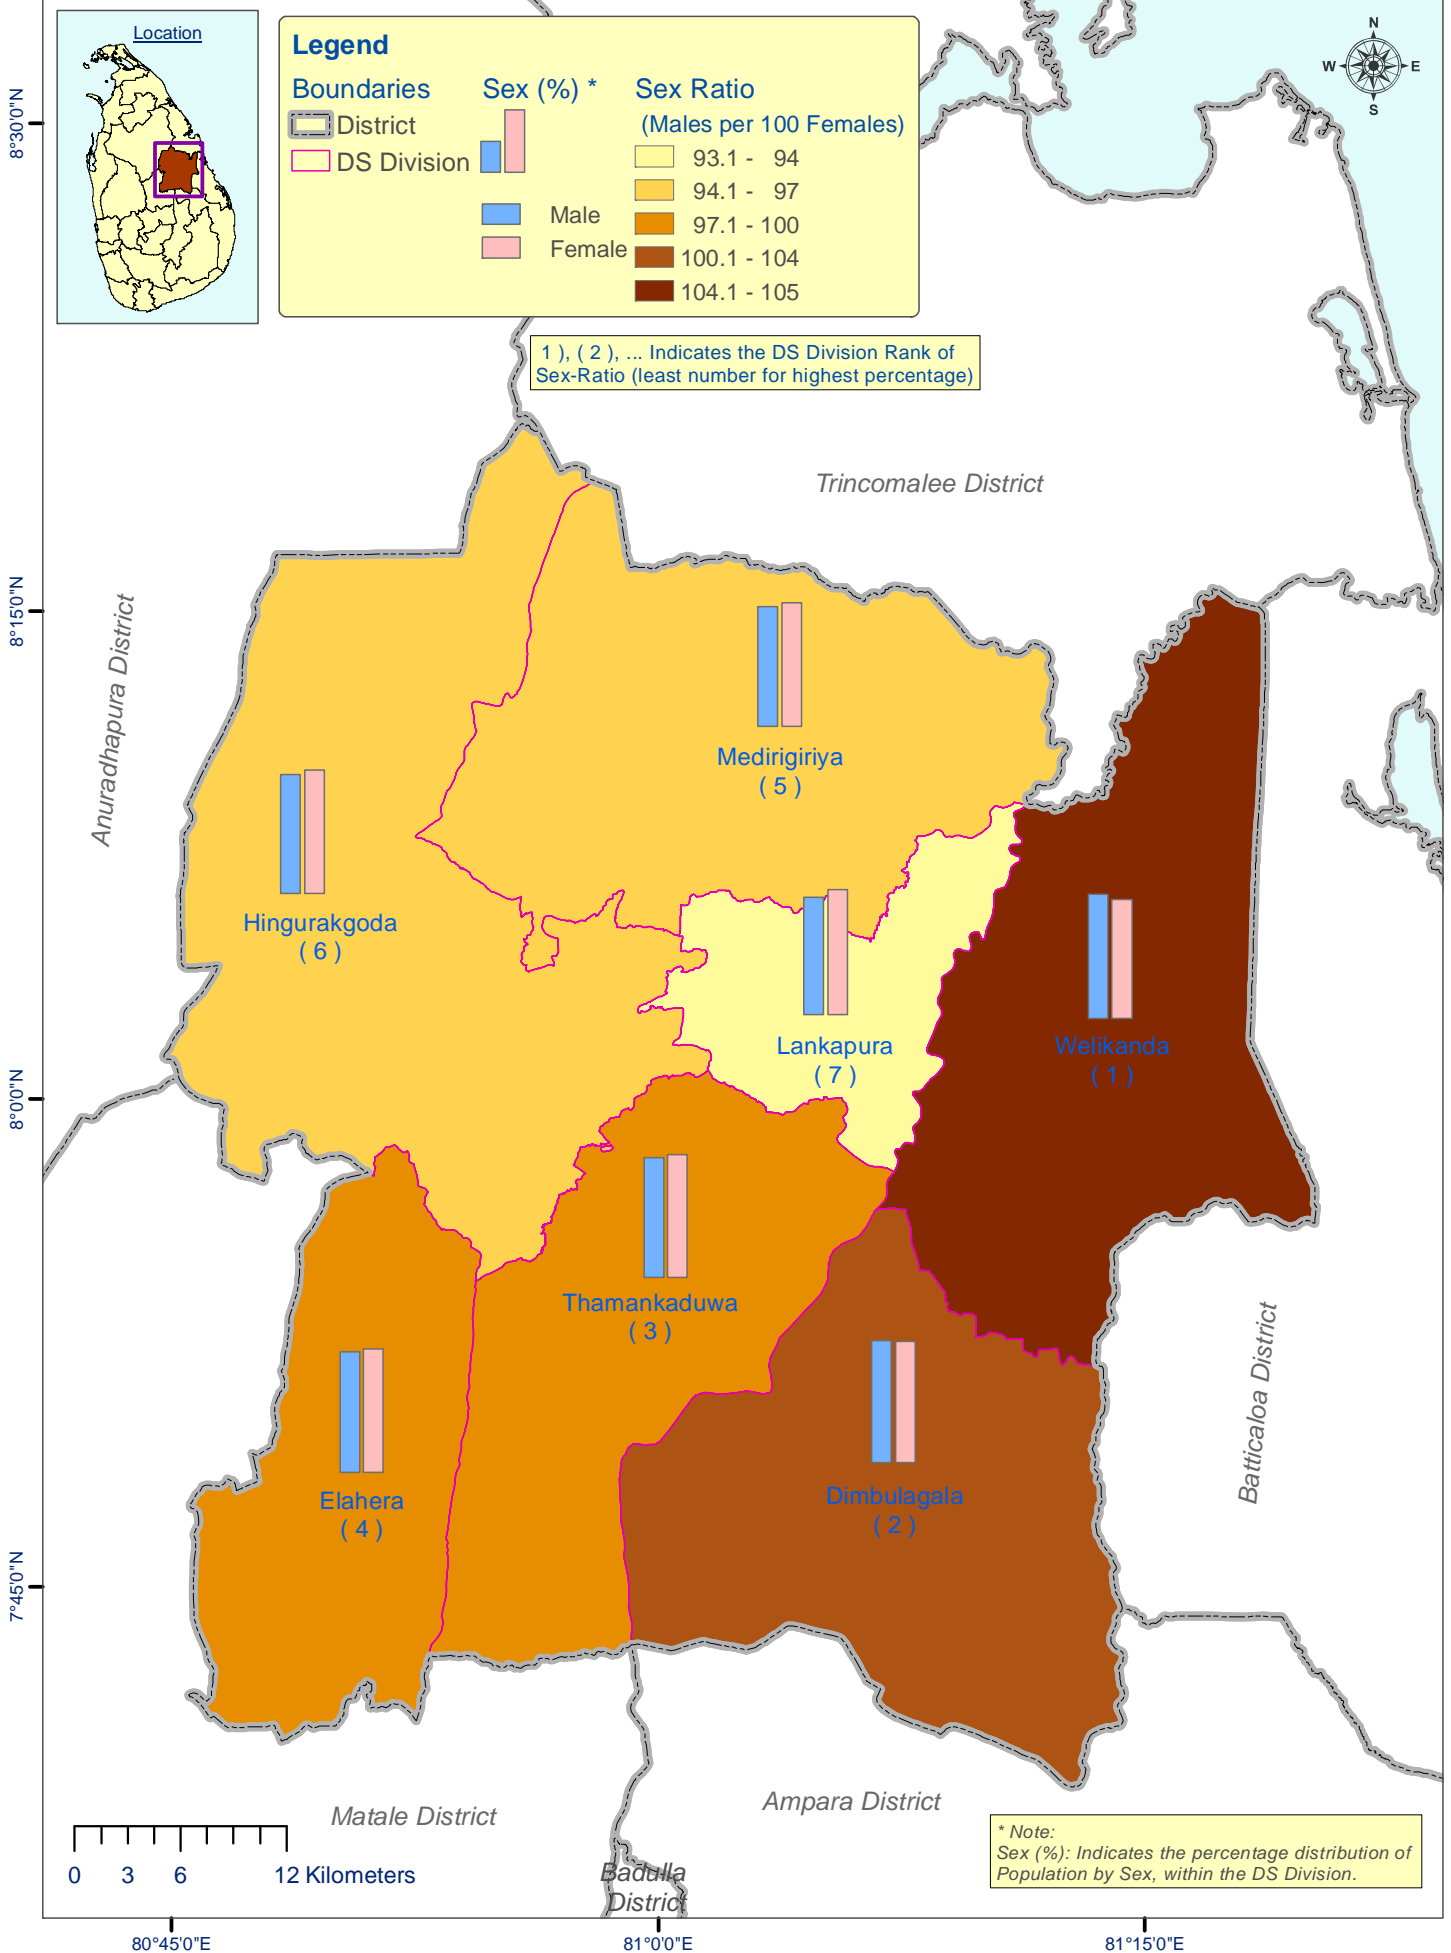 Location
Legend
Boundaries
District
DS Division
Sex (%) *
Male
Female
Sex Ratio
(Males per 100 Females)
93.1 - 94
94.1 - 97
97.1 - 100
100.1 - 104
104.1 - 105
N
W
E
S
1 ), ( 2 ), ... Indicates the DS Division Rank of
Sex-Ratio (least number for highest percentage)
8°30'0"N
8°15'0"N
8°0'0"N
7°45'0"N
Trincomalee District
Anuradhapura District
Medirigiriya
( 5 )
Hingurakgoda
( 6 )
Lankapura
( 7 )
Welikanda
( 1 )
Thamankaduwa
( 3 )
Elahera
( 4 )
Dimbulagala
( 2 )
Batticaloa District
Matale District
Ampara District
Badulla
District
0 3 6 12 Kilometers
* Note:
Sex (%): Indicates the percentage distribution of
Population by Sex, within the DS Division.
80°45'0"E
81°0'0"E
81°15'0"E